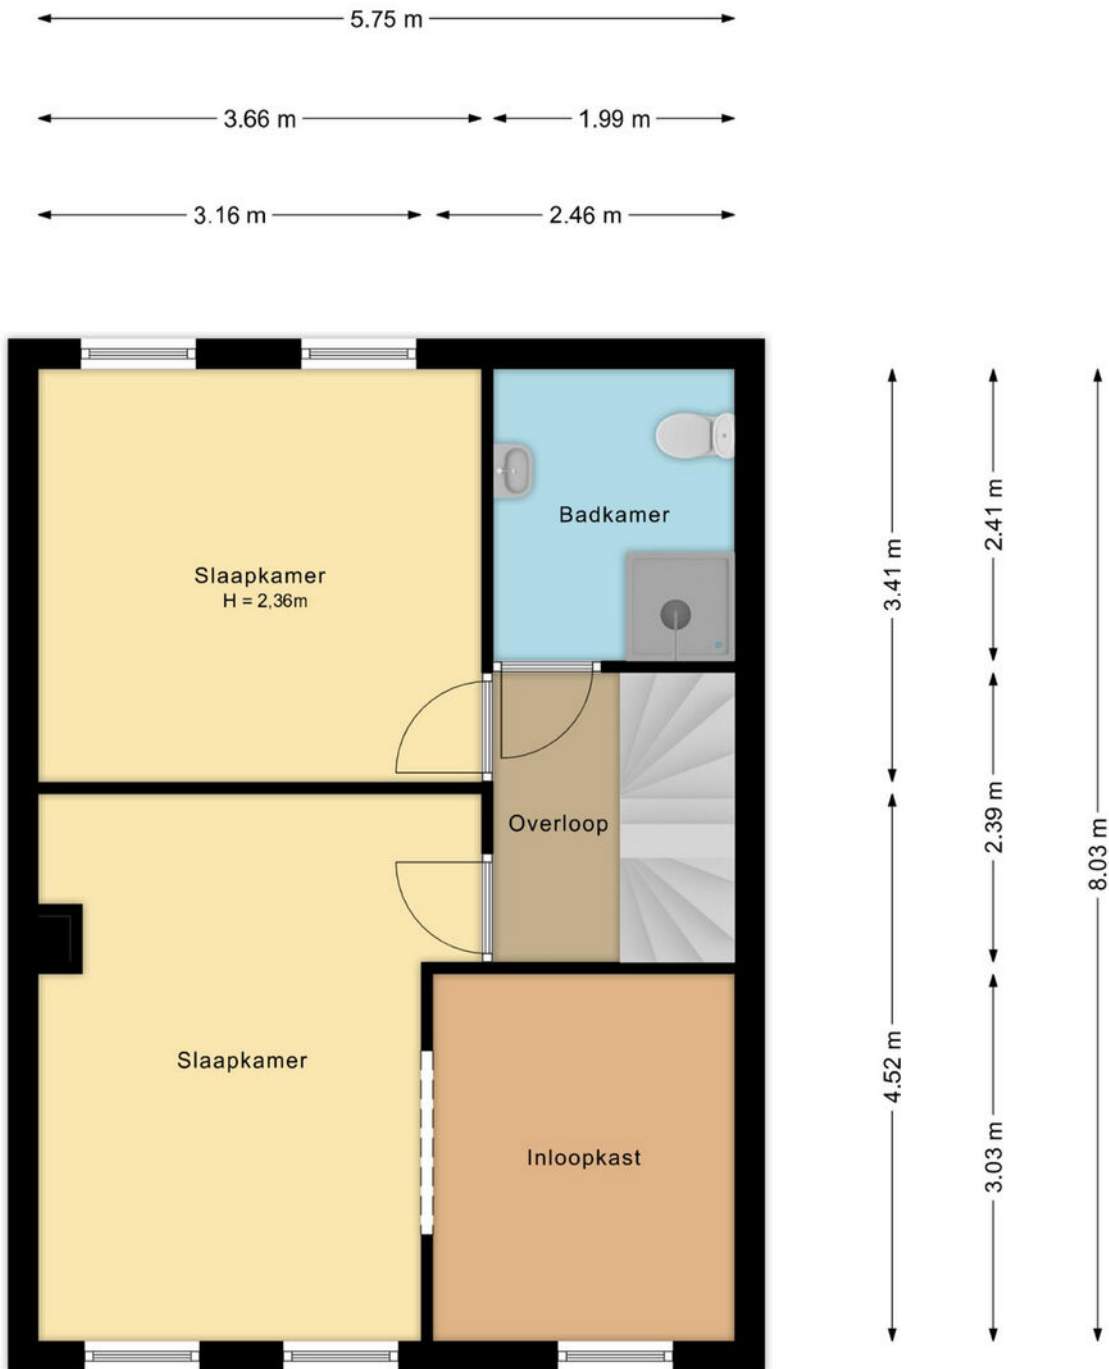 5.75 m
3.66 m
1.99 m
3.16 m
2.46 m
Badkamer
Slaapkamer
H = 2,36m
3.41 m
2.41 m
Overloop
2.39 m
8.03 m
Slaapkamer
4.52 m
Inloopkast
3.03 m